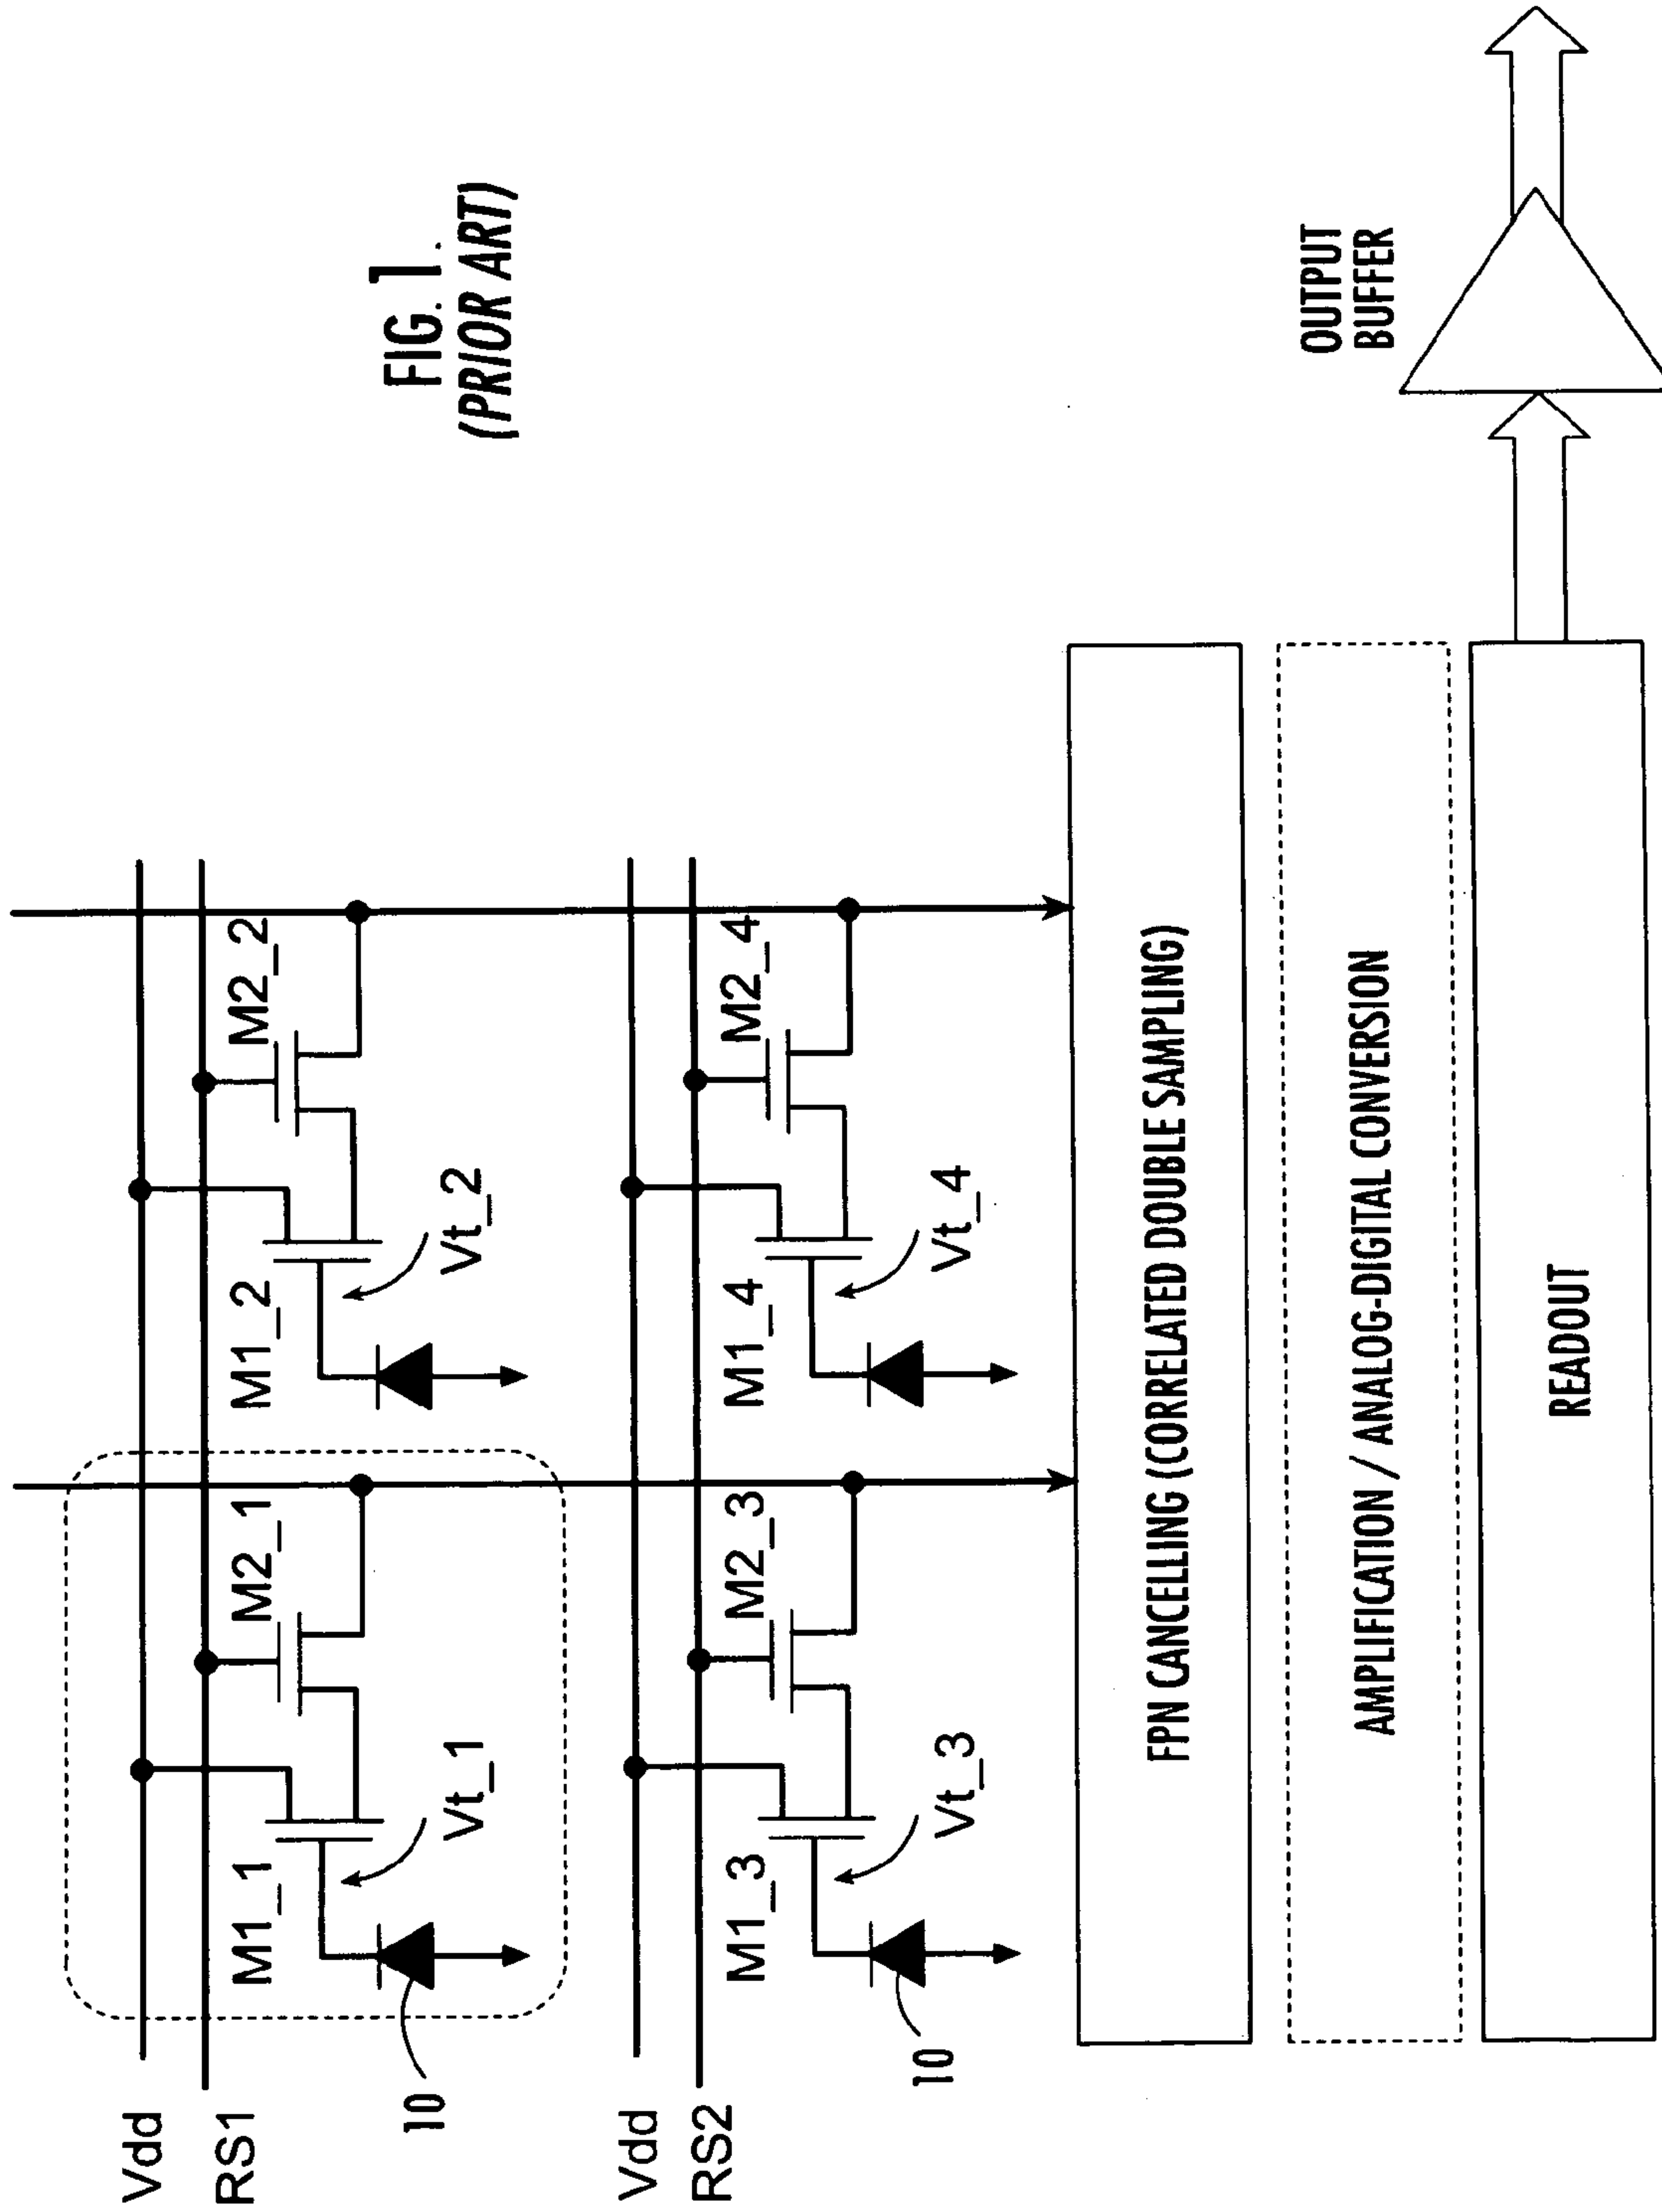 FIG. 1.
(PRIOR ART)
Vdd
RS1
M1_1
M2_1
M1_2
M2_2
Vt_1
Vt_2
10
Vdd
RS2
M1_3
M2_3
M1_4
M2_4
Vt_3
Vt_4
10
FPN CANCELLING (CORRELATED DOUBLE SAMPLING)
AMPLIFICATION / ANALOG-DIGITAL CONVERSION
READOUT
OUTPUT
BUFFER